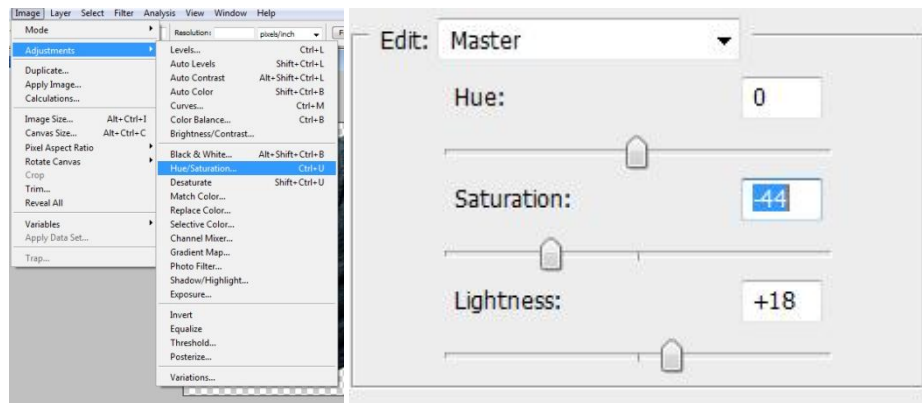 Image Layer Select Filter Analysis View Window Help
Mode
Resolution: pixels/inch
Adjustments
Duplicate...
Apply Image...
Calculations...
Image Size... Alt+Ctrl+I
Canvas Size... Alt+Ctrl+C
Pixel Aspect Ratio
Rotate Canvas
Crop
Trim...
Reveal All
Variables
Apply Data Set...
Trap...
Levels... Ctrl+L
Auto Levels Shift+Ctrl+L
Auto Contrast Alt+Shift+Ctrl+L
Auto Color Shift+Ctrl+B
Curves... Ctrl+M
Color Balance... Ctrl+B
Brightness/Contrast...
Black & White... Alt+Shift+Ctrl+B
Hue/Saturation... Ctrl+U
Desaturate Shift+Ctrl+U
Match Color...
Replace Color...
Selective Color...
Channel Mixer...
Gradient Map...
Photo Filter...
Shadow/Highlight...
Exposure...
Invert
Equalize
Threshold...
Posterize...
Variations...
Edit: Master
Hue: 0
Saturation: -44
Lightness: +18